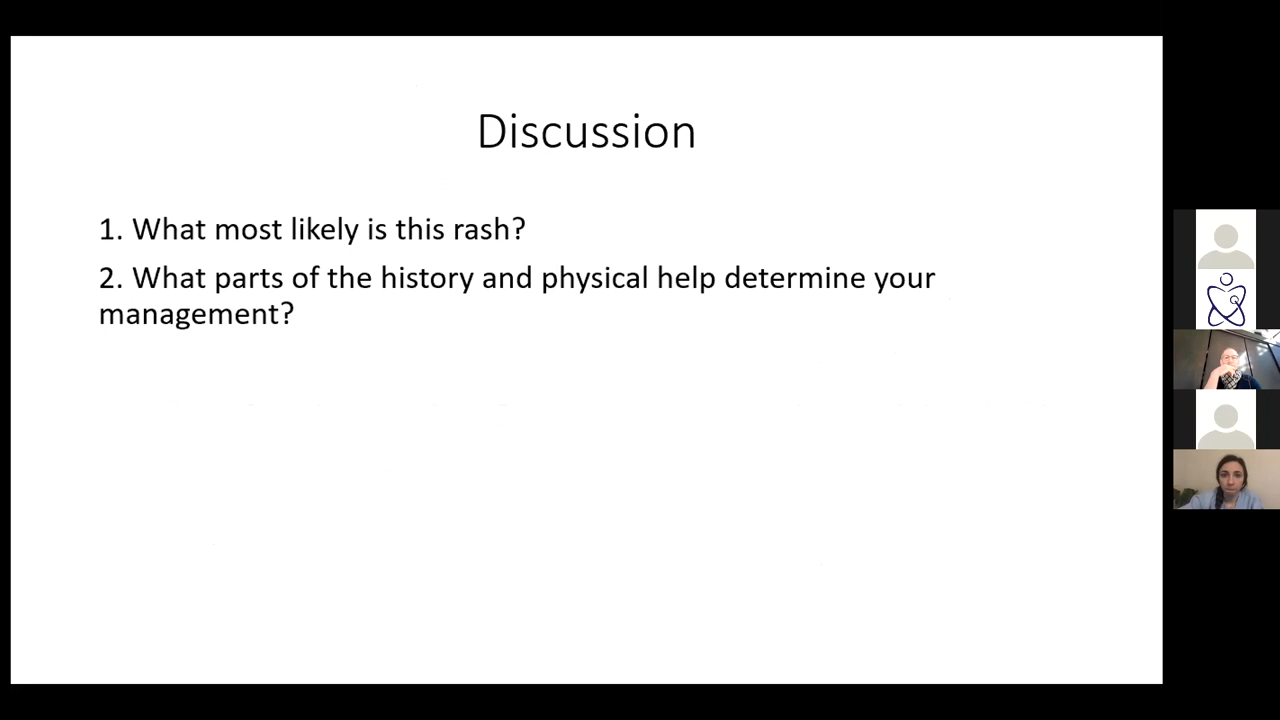 Discussion
1. What most likely is this rash?
2. What parts of the history and physical help determine your
management?